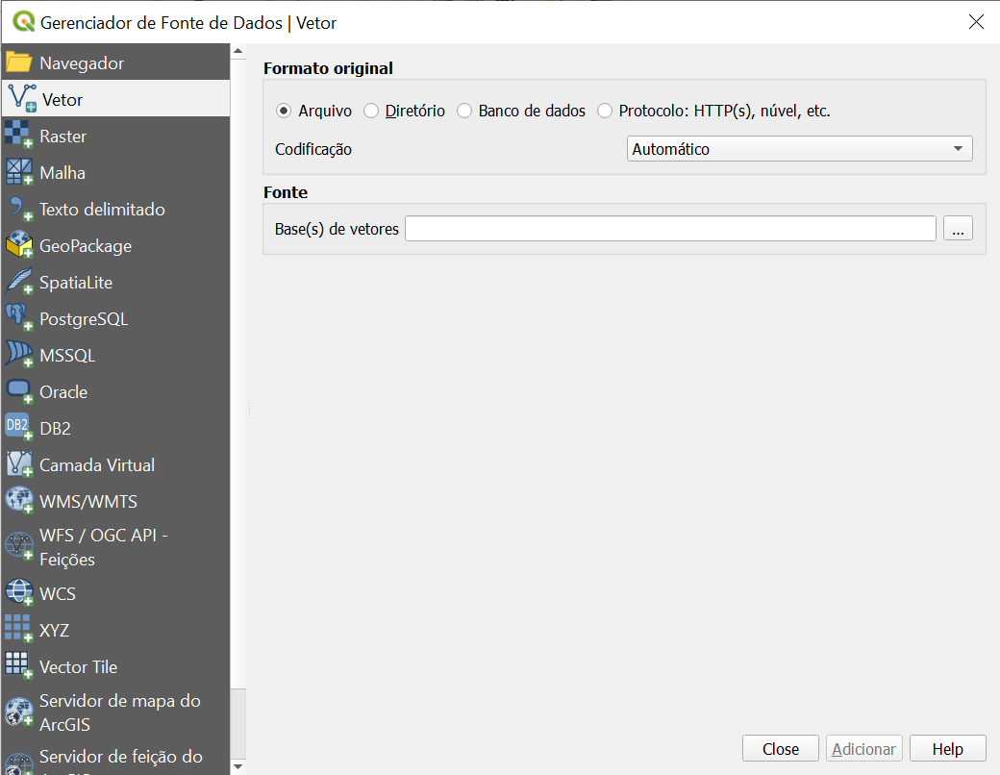 Gerenciador de Fonte de Dados | Vetor
Navegador
Vetor
Raster
Malha
Texto delimitado
GeoPackage
SpatiaLite
PostgreSQL
MSSQL
Oracle
DB2 DB2
Camada Virtual
WMS/WMTS
WFS / OGC API -
Feições
WCS
XYZ
Vector Tile
Servidor de mapa do
ArcGIS
Servidor de feição do
Formato original
Arquivo Diretório Banco de dados Protocolo: HTTP(s), núvel, etc.
Codificação Automático
Fonte
Base(s) de vetores ...
Close Adicionar Help